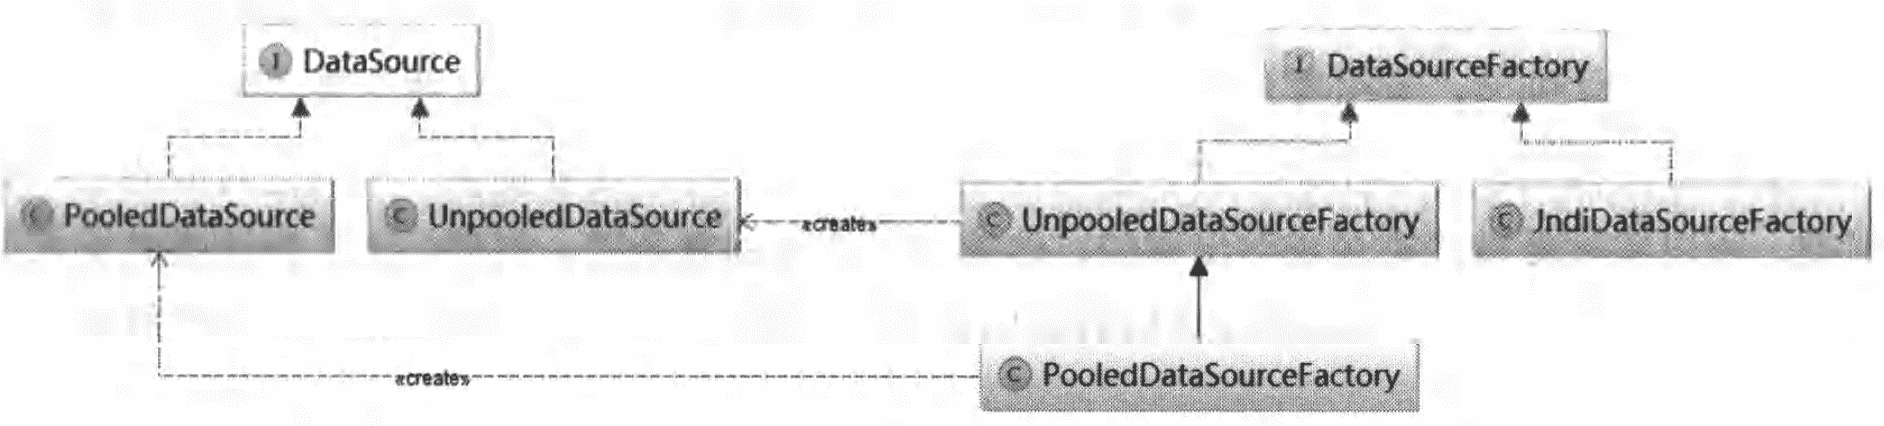 I DataSource
I DataSourceFactory
C PooledDataSource
C UnpooledDataSource
«create»
C UnpooledDataSourceFactory
C JndiDataSourceFactory
«create»
C PooledDataSourceFactory